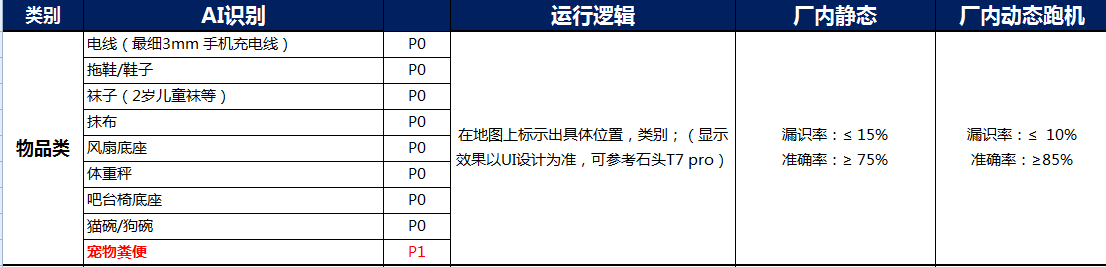 类别 AI识别 运行逻辑 厂内静态 厂内动态跑机
物品类
电线（最细3mm 手机充电线） P0
拖鞋/鞋子 P0
袜子（2岁儿童袜等） P0
抹布 P0
风扇底座 P0
体重秤 P0
吧台椅底座 P0
猫碗/狗碗 P0
宠物粪便 P1
在地图上标示出具体位置，类别；（显示
效果以UI设计为准，可参考石头T7 pro）
漏识率：≤ 15%
准确率：≥ 75%
漏识率：≤ 10%
准确率：≥85%